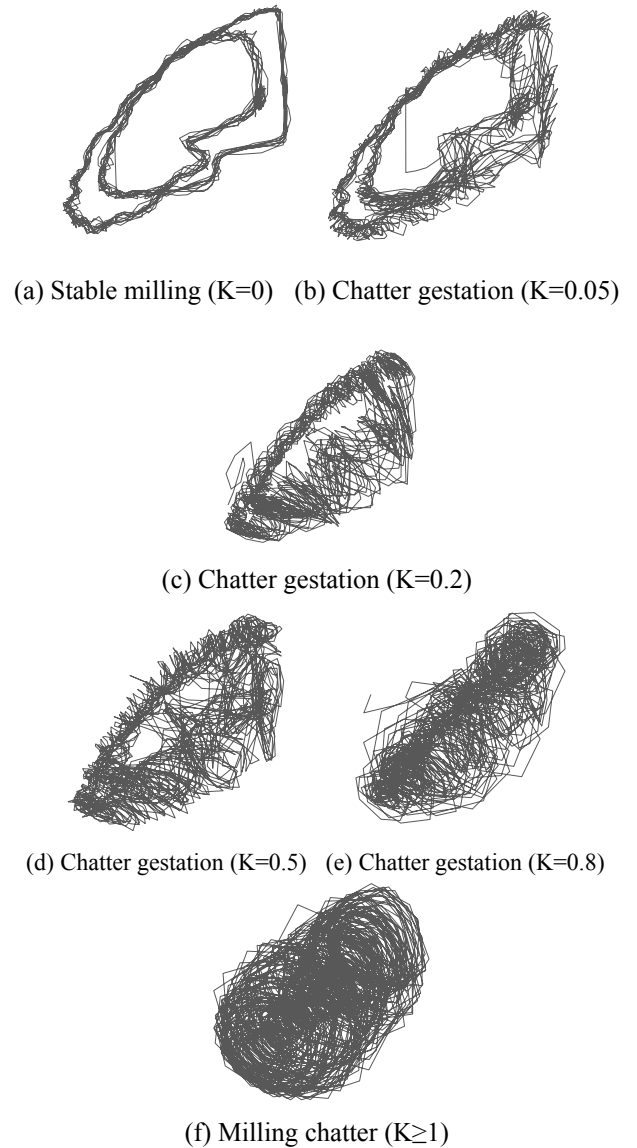 (a) Stable milling (K=0) (b) Chatter gestation (K=0.05)
(c) Chatter gestation (K=0.2)
(d) Chatter gestation (K=0.5) (e) Chatter gestation (K=0.8)
(f) Milling chatter (K≥1)